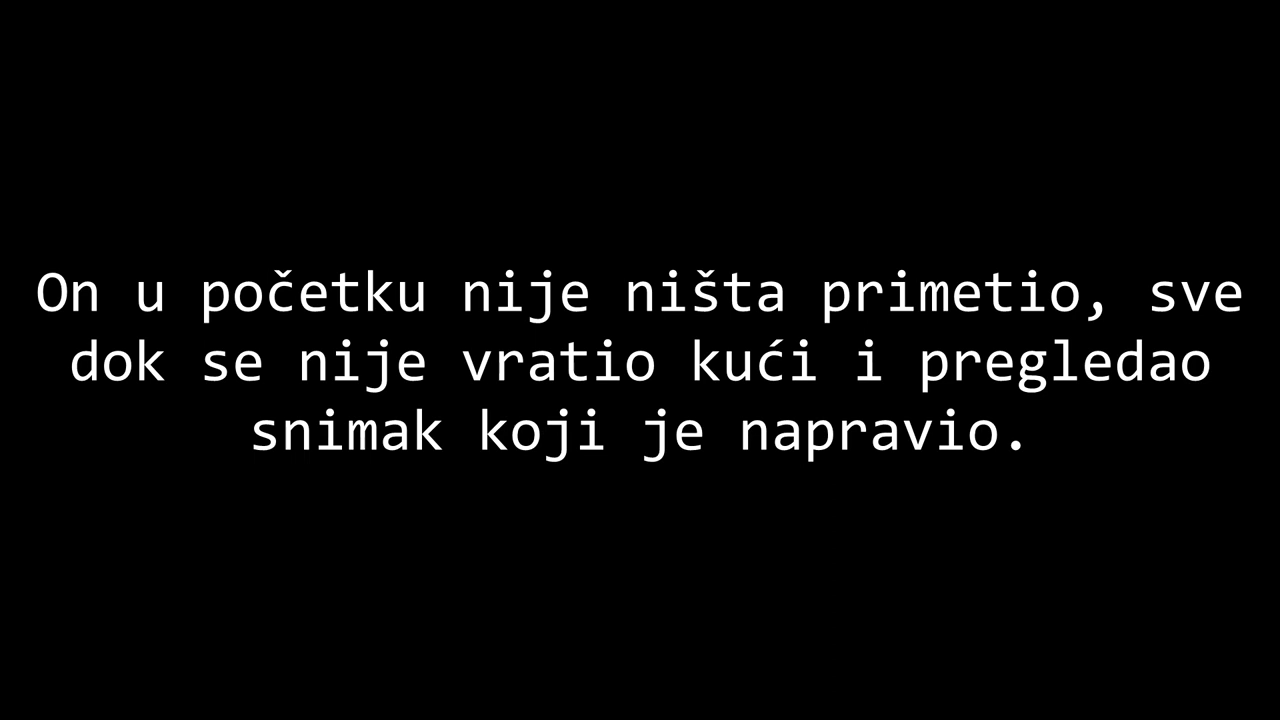 On u početku nije ništa primetio, sve
dok se nije vratio kući i pregledao
snimak koji je napravio.